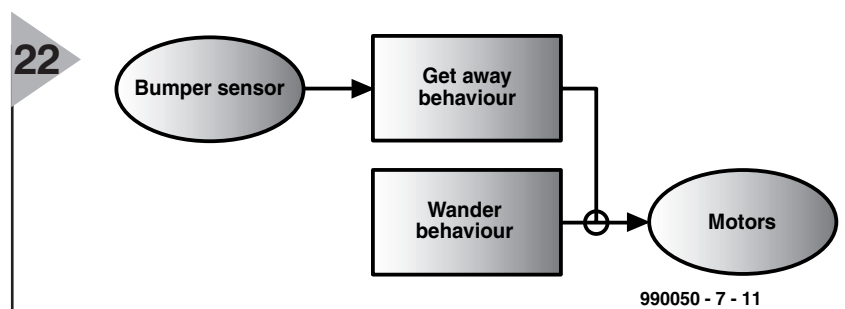 22
Bumper sensor
Get away
behaviour
Wander
behaviour
Motors
990050 - 7 - 11